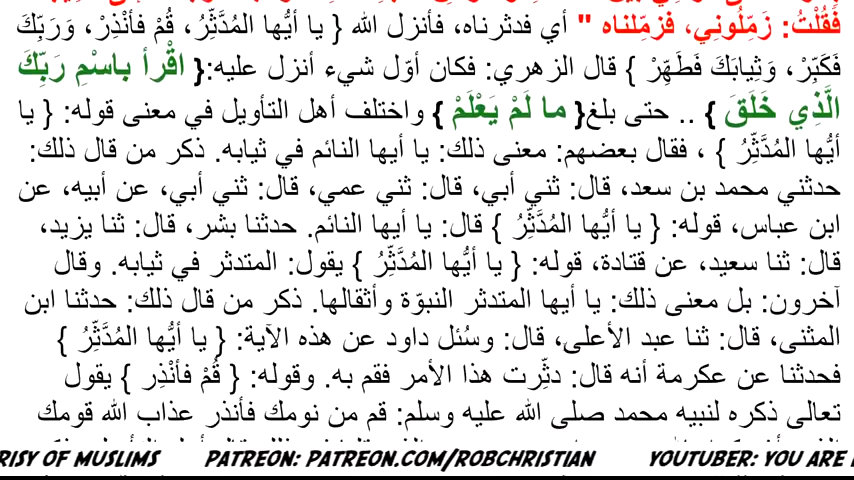 فَقُلْتُ: زَمِّلُونِي، فَزمّلناه " أي فدثرناه، فأنزل الله { يا أيُّها المُدَّثِّرُ، قُمْ فأنْذِرْ، وَرَبِّكَ
فَكَبِّرْ، وَثِيابَكَ فَطَهِّرْ } قال الزهري: فكان أوّل شيء أنزل عليه:{ اقْرأ باسْمِ رَبِّكَ
الَّذِي خَلَقَ } .. حتى بلغ{ ما لَمْ يَعْلَمْ } واختلف أهل التأويل في معنى قوله: { يا
أيُّها المُدَّثِّرُ } ، فقال بعضهم: معنى ذلك: يا أيها النائم في ثيابه. ذكر من قال ذلك:
حدثني محمد بن سعد، قال: ثني أبي، قال: ثني عمي، قال: ثني أبي، عن أبيه، عن
ابن عباس، قوله: { يا أيُّها المُدَّثِّرُ } قال: يا أيها النائم. حدثنا بشر، قال: ثنا يزيد،
قال: ثنا سعيد، عن قتادة، قوله: { يا أيُّها المُدَّثِّرُ } يقول: المتدثر في ثيابه. وقال
آخرون: بل معنى ذلك: يا أيها المتدثر النبوّة وأثقالها. ذكر من قال ذلك: حدثنا ابن
المثنى، قال: ثنا عبد الأعلى، قال: وسُئل داود عن هذه الآية: { يا أيُّها المُدَّثِّرُ }
فحدثنا عن عكرمة أنه قال: دثِّرت هذا الأمر فقم به. وقوله: { قُمْ فأنْذِر } يقول
تعالى ذكره لنبيه محمد صلى الله عليه وسلم: قم من نومك فأنذر عذاب الله قومك
RISY OF MUSLIMS PATREON: PATREON.COM/ROBCHRISTIAN YOUTUBER: YOU ARE